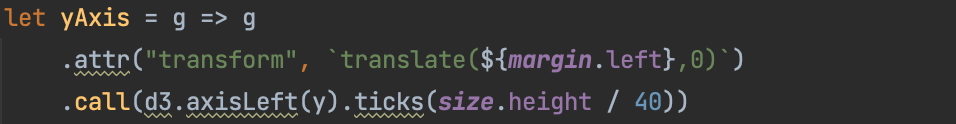 let yAxis = g => g
.attr("transform", `translate(${margin.left},0)`)
.call(d3.axisLeft(y).ticks(size.height / 40))